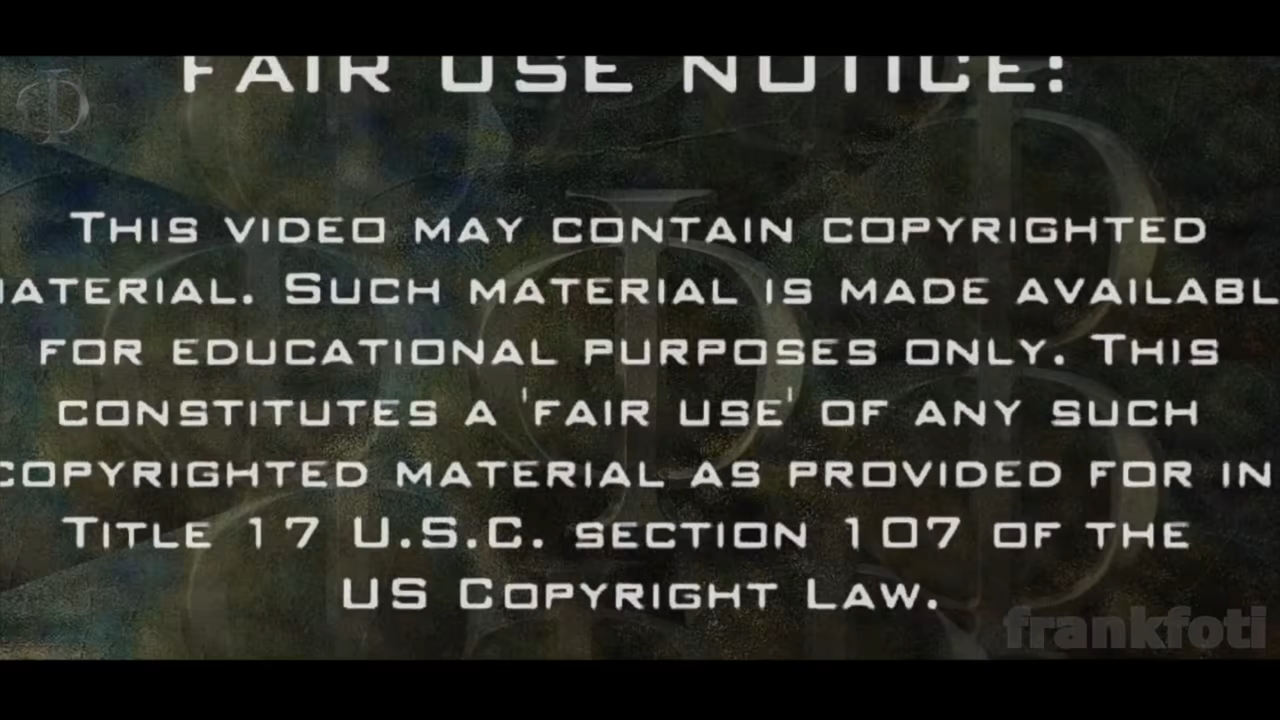 FAIR USE NOTICE:
THIS VIDEO MAY CONTAIN COPYRIGHTED
MATERIAL. SUCH MATERIAL IS MADE AVAILABL
FOR EDUCATIONAL PURPOSES ONLY. THIS
CONSTITUTES A 'FAIR USE' OF ANY SUCH
COPYRIGHTED MATERIAL AS PROVIDED FOR IN
TITLE 17 U.S.C. SECTION 107 OF THE
US COPYRIGHT LAW.
frankfoti